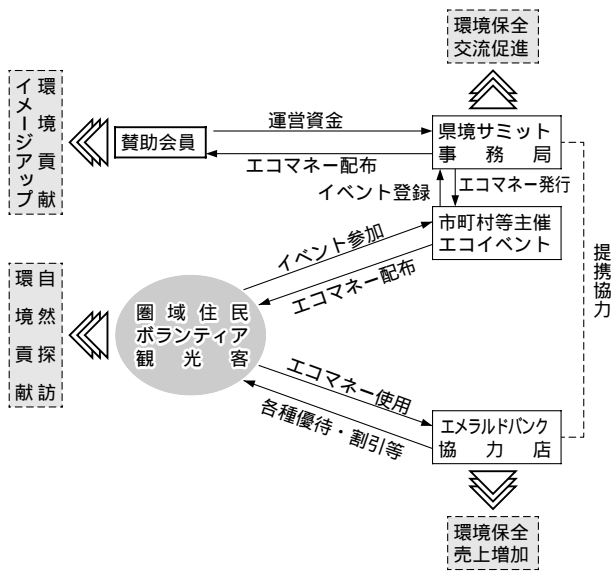 環境保全
交流促進
環境貢献
イメージアップ
賛助会員
運営資金
エコマネー配布
県境サミット
事務局
イベント登録
エコマネー発行
市町村等主催
エコイベント
提携協力
イベント参加
エコマネー配布
自然探訪
環境貢献
圏域住民
ボランティア
観光客
エコマネー使用
各種優待・割引等
エメラルドバンク
協力店
環境保全
売上増加